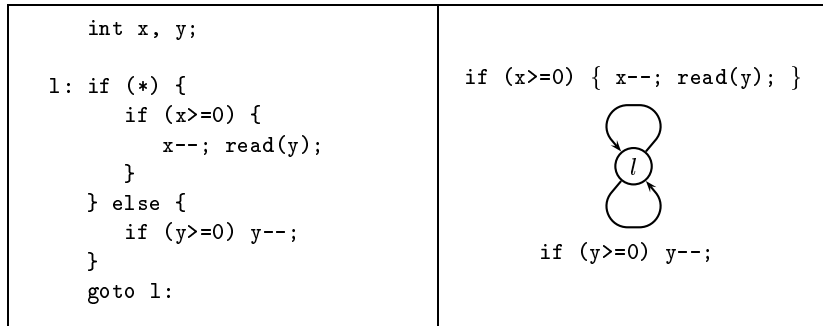 int x, y;
l: if (*) {
if (x>=0) {
x--; read(y);
}
} else {
if (y>=0) y--;
}
goto l:
if (x>=0) { x--; read(y); }
l
if (y>=0) y--;